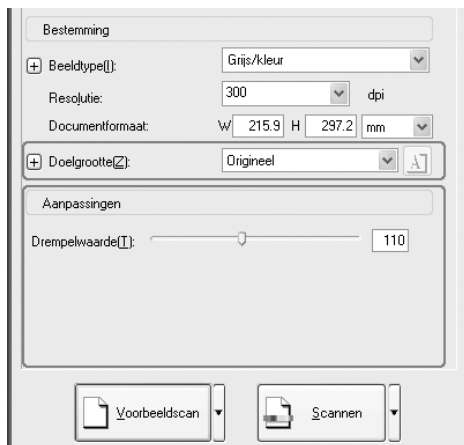 Bestemming
Beeldtype(I): Grijs/kleur
Resolutie: 300 dpi
Documentformaat: W 215.9 H 297.2 mm
Doelgrootte(Z): Origineel A
Aanpassingen
Drempelwaarde(T): 110
Voorbeeldscan Scannen